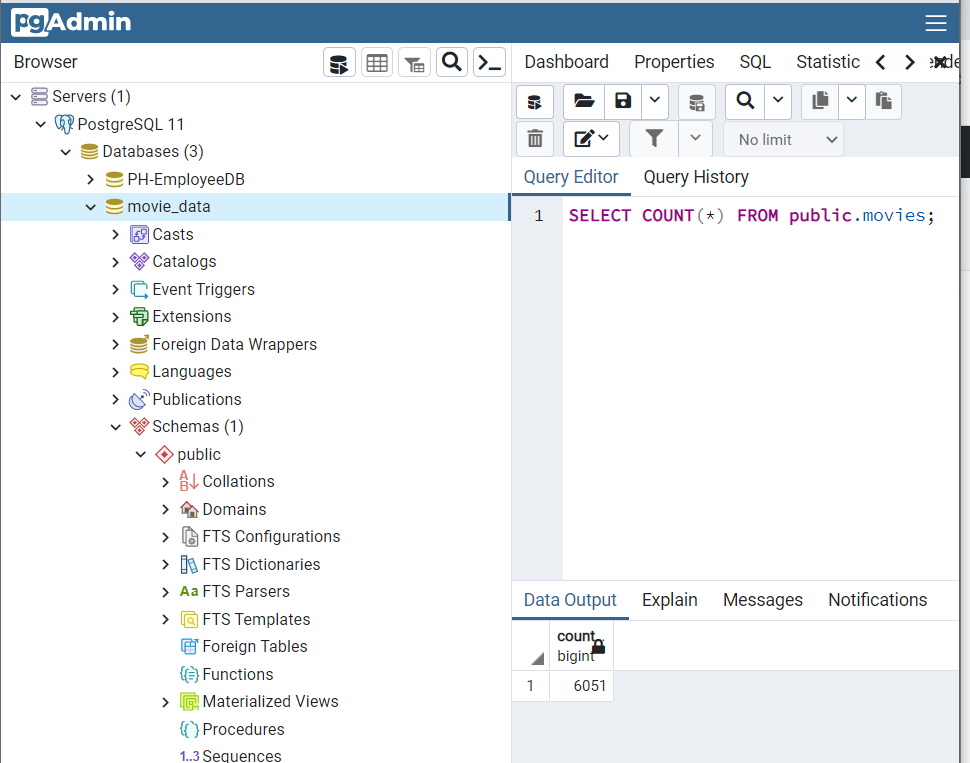 pgAdmin
Browser
Dashboard Properties SQL Statistic
Servers (1)
PostgreSQL 11
Databases (3)
PH-EmployeeDB
movie_data
Casts
Catalogs
Event Triggers
Extensions
Foreign Data Wrappers
Languages
Publications
Schemas (1)
public
Collations
Domains
FTS Configurations
FTS Dictionaries
Aa FTS Parsers
FTS Templates
Foreign Tables
Functions
Materialized Views
Procedures
1..3 Sequences
No limit
Query Editor Query History
1 SELECT COUNT(*) FROM public.movies;
Data Output Explain Messages Notifications
count
bigint
1 6051